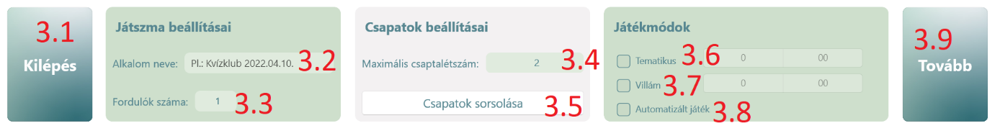 3.1
Kilépés
Játszma beállításai
Alkalom neve: Pl.: Kvízklub 2022.04.10. 3.2
Fordulók száma: 1 3.3
Csapatok beállításai
Maximális csaptalétszám: 2 3.4
Csapatok sorsolása 3.5
Játékmódok
Tematikus 3.6 0 00
Villám 3.7 0 00
Automatizált játék 3.8
3.9
Tovább